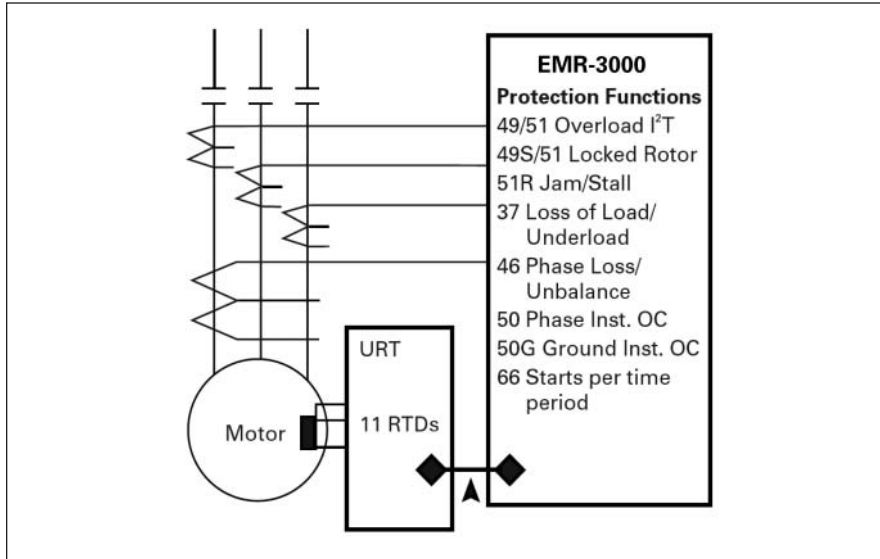 EMR-3000
Protection Functions
49/51 Overload I²T
49S/51 Locked Rotor
51R Jam/Stall
37 Loss of Load/
Underload
46 Phase Loss/
Unbalance
50 Phase Inst. OC
50G Ground Inst. OC
66 Starts per time
period
URT
11 RTDs
Motor